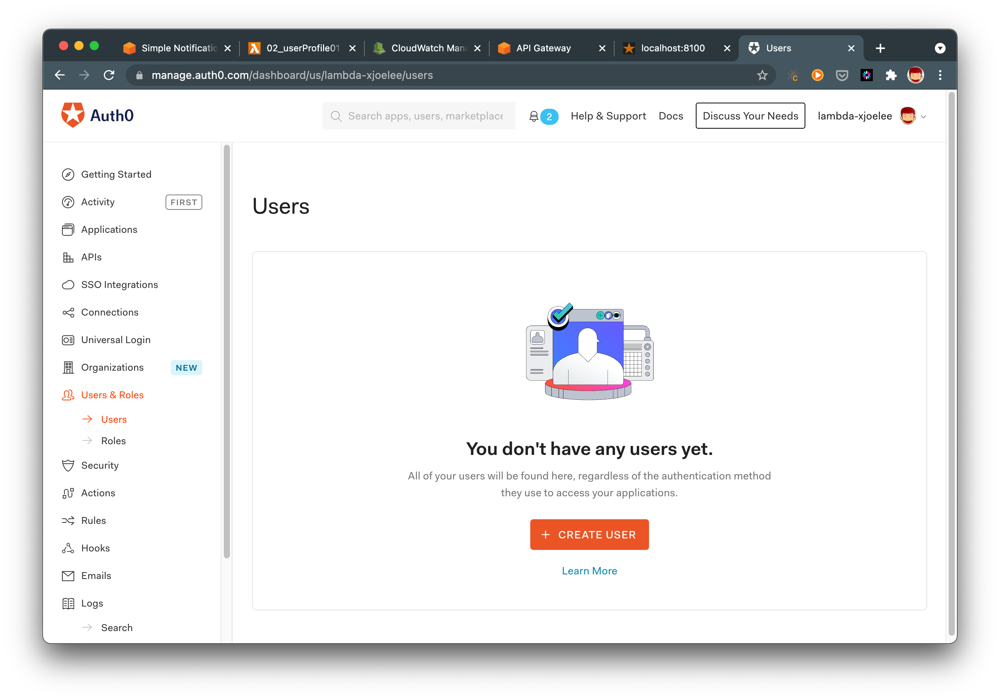 Simple Notificatio
02_userProfile01
CloudWatch Mana
API Gateway
localhost:8100
Users
manage.auth0.com/dashboard/us/lambda-xjoelee/users
Auth0
Search apps, users, marketplace
2
Help & Support
Docs
Discuss Your Needs
lambda-xjoelee
Getting Started
Activity
FIRST
Applications
APIs
SSO Integrations
Connections
Universal Login
Organizations
NEW
Users & Roles
Users
Roles
Security
Actions
Rules
Hooks
Emails
Logs
Search
Users
You don't have any users yet.
All of your users will be found here, regardless of the authentication method
they use to access your applications.
+ CREATE USER
Learn More